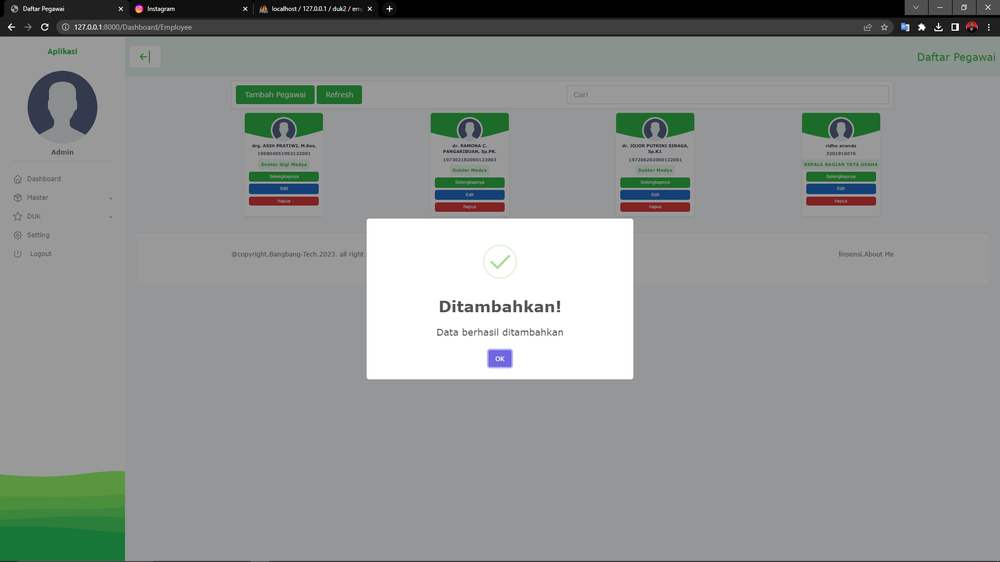 Daftar Pegawai
Instagram
localhost / 127.0.0.1 / duk2 / emp
127.0.0.1:8000/Dashboard/Employee
Aplikasi
Admin
Dashboard
Master
DUK
Setting
Logout
Daftar Pegawai
Tambah Pegawai
Refresh
Cari
drg. ASIH PRATIWI, M.Kes.
196804051992122001
Dokter Gigi Madya
Selengkapnya
Edit
hapus
dr. RAMONA C.
PANGARIBUAN, Sp.PK.
197302182000122003
Dokter Madya
Selengkapnya
Edit
hapus
dr. JOJOR PUTRINI SINAGA,
Sp.KJ.
197206202000122001
Dokter Madya
Selengkapnya
Edit
hapus
ridho ananda
3201916076
KEPALA BAGIAN TATA USAHA
Selengkapnya
Edit
hapus
@copyright.Bangbang-Tech.2023. all right s
linsensi.About Me
Ditambahkan!
Data berhasil ditambahkan
OK